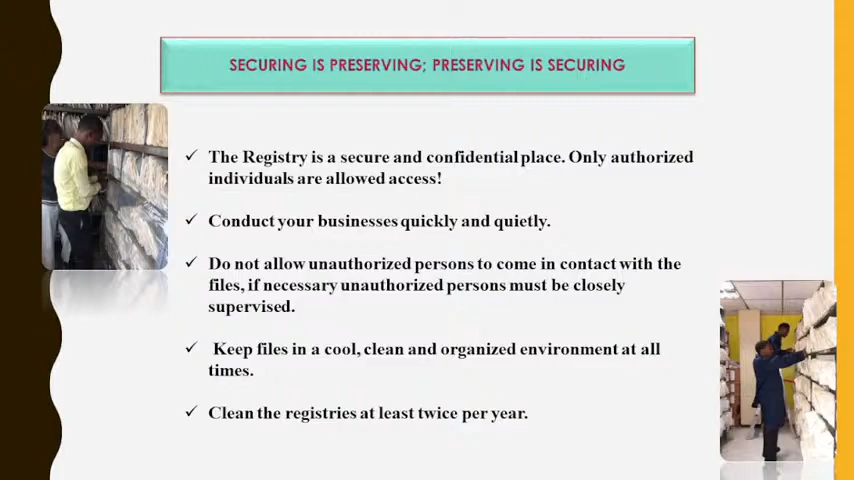 SECURING IS PRESERVING; PRESERVING IS SECURING
✓ The Registry is a secure and confidential place. Only authorized
individuals are allowed access!
✓ Conduct your businesses quickly and quietly.
✓ Do not allow unauthorized persons to come in contact with the
files, if necessary unauthorized persons must be closely
supervised.
✓ Keep files in a cool, clean and organized environment at all
times.
✓ Clean the registries at least twice per year.